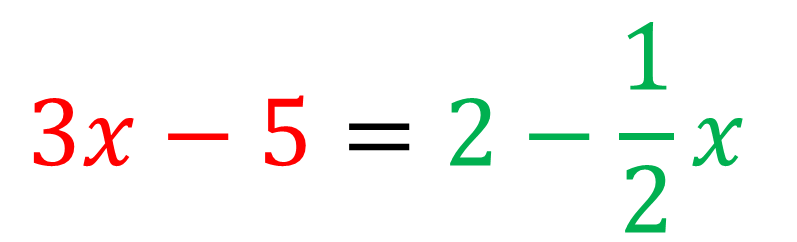 3x − 5 = 2 − 1/2 x